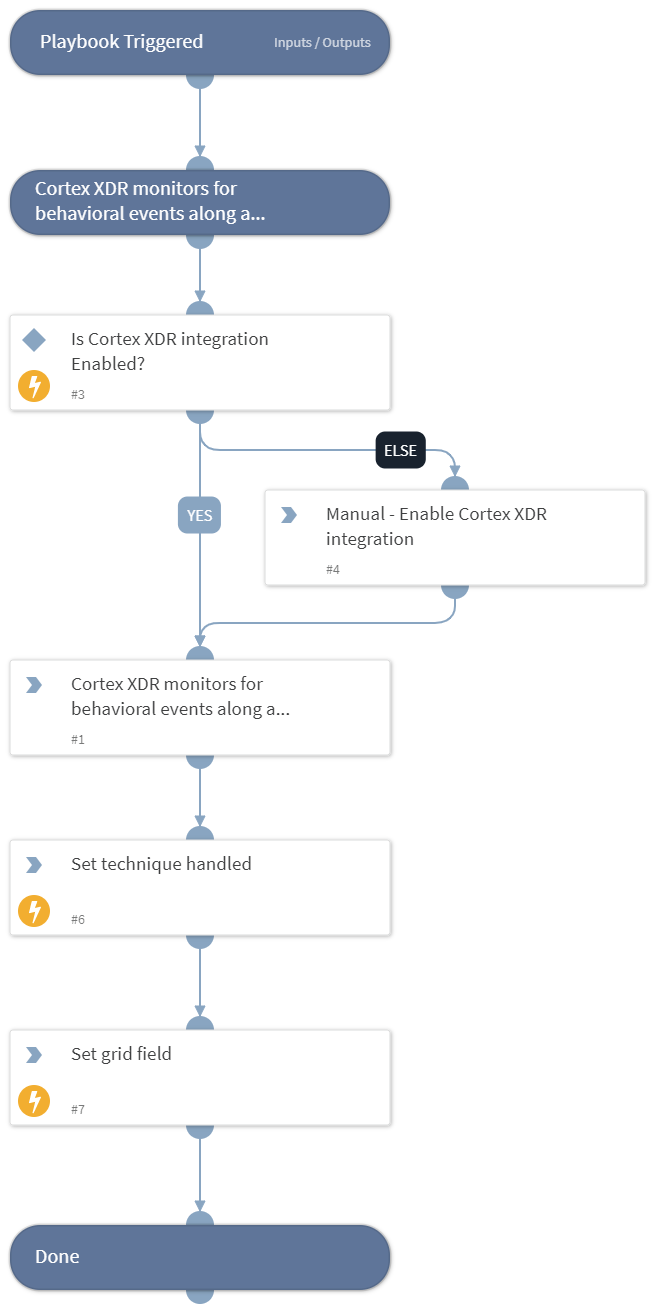 Playbook Triggered
Inputs / Outputs
Cortex XDR monitors for
behavioral events along a...
Is Cortex XDR integration
Enabled?
#3
ELSE
YES
Manual - Enable Cortex XDR
integration
#4
Cortex XDR monitors for
behavioral events along a...
#1
Set technique handled
#6
Set grid field
#7
Done